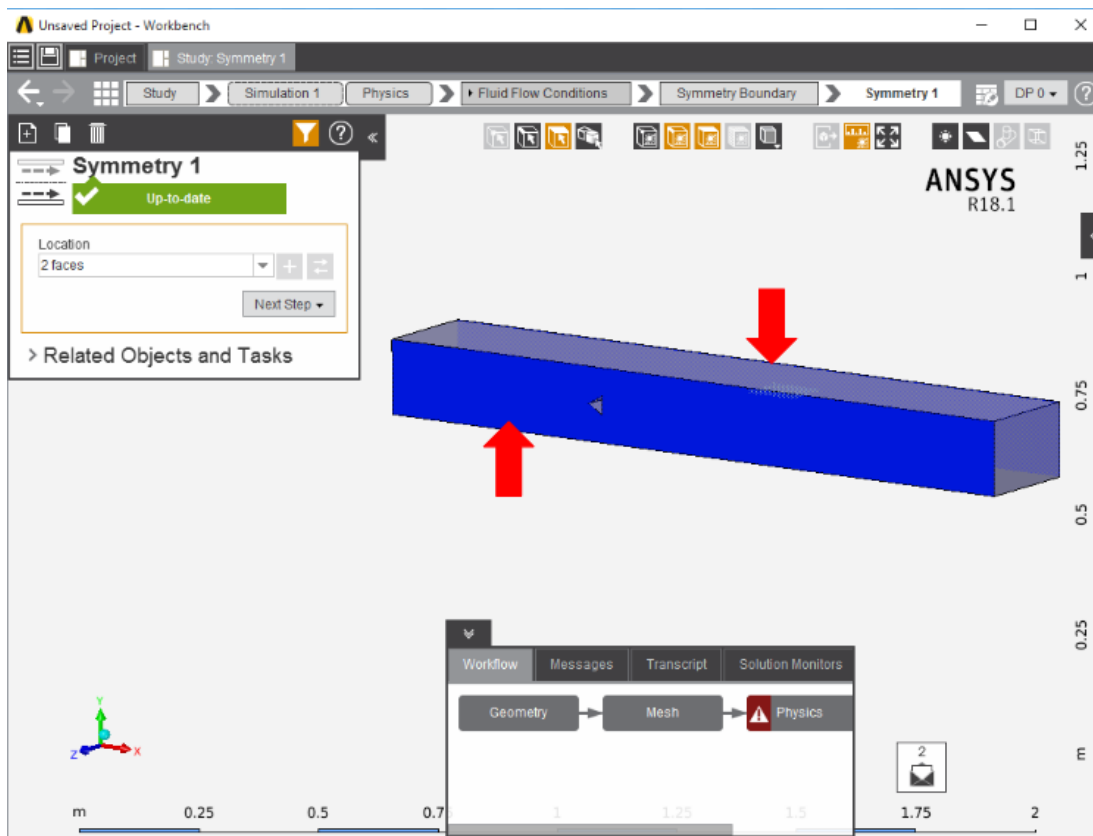 Unsaved Project - Workbench
Project
Study: Symmetry 1
Study
Simulation 1
Physics
Fluid Flow Conditions
Symmetry Boundary
Symmetry 1
DP 0
Symmetry 1
Up-to-date
Location
2 faces
Next Step
> Related Objects and Tasks
ANSYS
R18.1
1.25
1
0.75
0.5
0.25
m
Workflow
Messages
Transcript
Solution Monitors
Geometry
Mesh
Physics
Y
Z
X
2
m
0.25
0.5
0.75
1
1.25
1.5
1.75
2